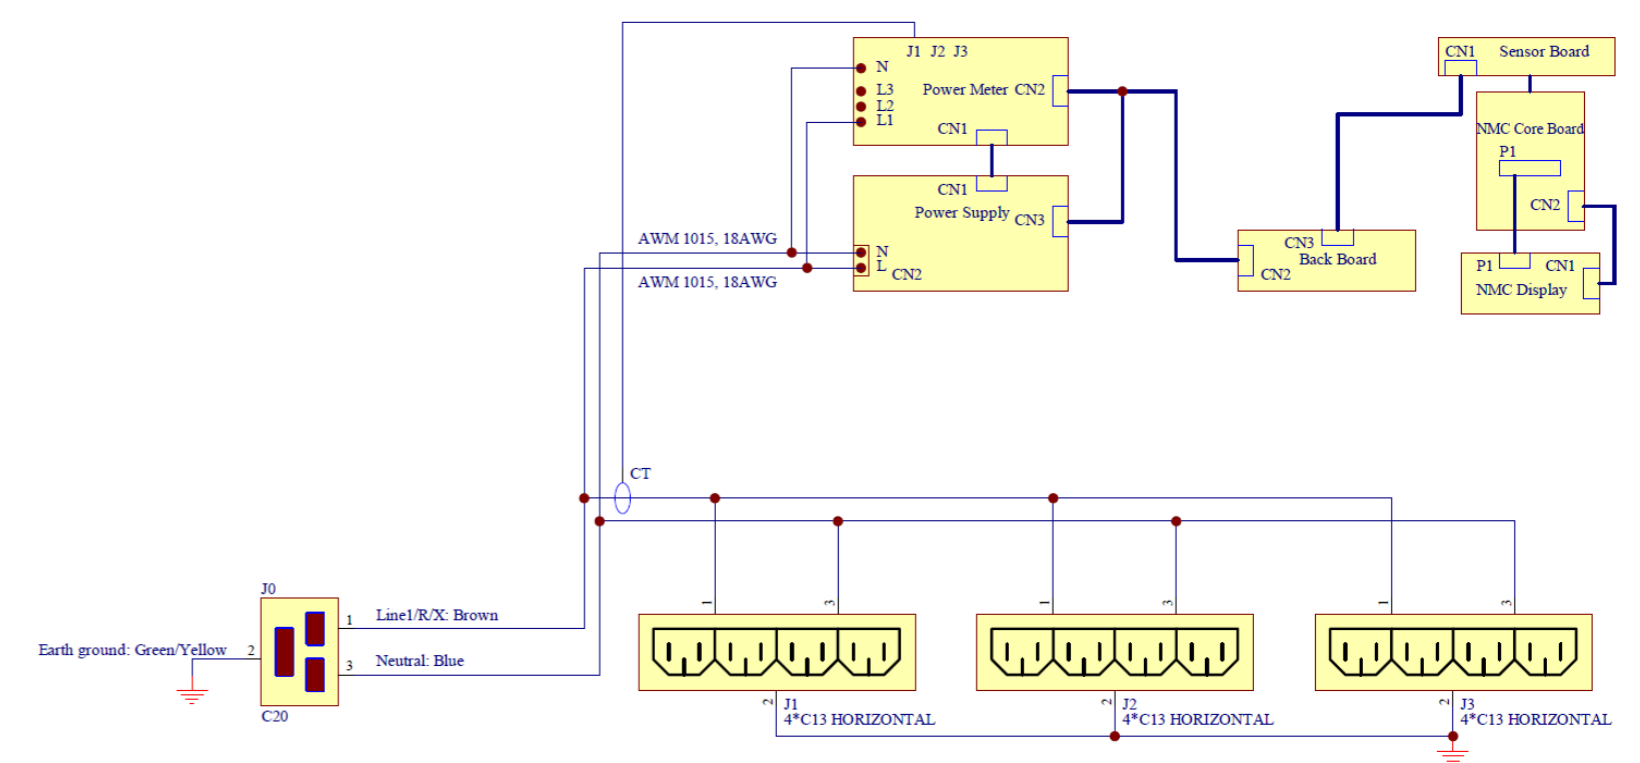 J1 J2 J3
N
L3
L2
L1
Power Meter CN2
CN1
CN1
Power Supply
CN3
N
L
CN2
AWM 1015, 18AWG
AWM 1015, 18AWG
CN3
Back Board
CN2
CN1
Sensor Board
NMC Core Board
P1
CN2
P1
CN1
NMC Display
CT
J0
1
Line1/R/X: Brown
Earth ground: Green/Yellow
2
3
Neutral: Blue
C20
1
3
2
J1
4*C13 HORIZONTAL
1
3
2
J2
4*C13 HORIZONTAL
1
3
2
J3
4*C13 HORIZONTAL